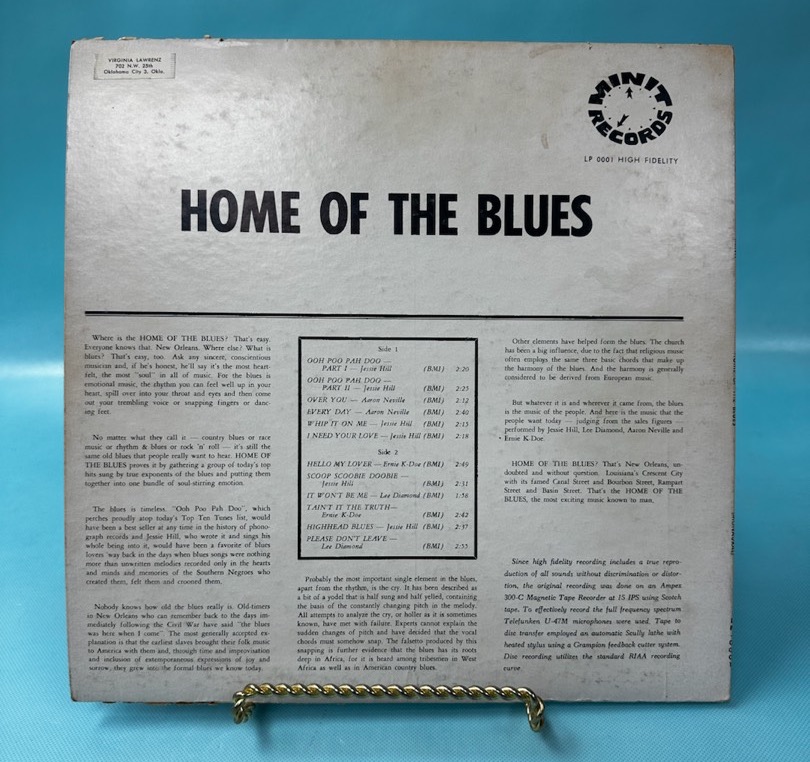 VIRGINIA LAWRENZ
702 N.W. 25th
Oklahoma City 3, Okla.
MINIT
RECORDS
LP 0001 HIGH FIDELITY
HOME OF THE BLUES
Where is the HOME OF THE BLUES? That's easy.
Everyone knows that. New Orleans. Where else? What is
blues? That's easy, too. Ask any sincere, conscientious
musician and, if he's honest, he'll say it's the most heart-
felt, the most "soul" in all of music. For the blues is
emotional music, the rhythm you can feel well up in your
heart, spill over into your throat and eyes and then come
out your trembling voice or snapping fingers or danc-
ing feet.
No matter what they call it — country blues or race
music or rhythm & blues or rock 'n' roll — it's still the
same old blues that people really want to hear. HOME OF
THE BLUES proves it by gathering a group of today's top
hits sung by true exponents of the blues and putting them
together into one bundle of soul-stirring emotion.
The blues is timeless. "Ooh Poo Pah Doo", which
perches proudly atop today's Top Ten Tunes list, would
have been a best seller at any time in the history of phono-
graph records and Jessie Hill, who wrote it and sings his
whole being into it, would have been a favorite of blues
lovers way back in the days when blues songs were nothing
more than unwritten melodies recorded only in the hearts
and minds and memories of the Southern Negroes who
created them, felt them and crooned them.
Nobody knows how old the blues really is. Old-timers
in New Orleans who can remember back to the days im-
mediately following the Civil War have said "the blues
was here when I come". The most generally accepted ex-
planation is that the earliest slaves brought their folk music
to America with them and, through time and improvisation
and inclusion of extemporaneous expressions of joy and
sorrow, they grew into the formal blues we know today.
Side 1
OOH POO PAH DOO —
PART I — Jessie Hill (BMI) 2:20
OOH POO PAH DOO —
PART II — Jessie Hill (BMI) 2:25
OVER YOU — Aaron Neville (BMI) 2:12
EVERY DAY — Aaron Neville (BMI) 2:40
WHIP IT ON ME — Jessie Hill (BMI) 2:15
I NEED YOUR LOVE — Jessie Hill (BMI) 2:18
Side 2
HELLO MY LOVER — Ernie K-Doe (BMI) 2:49
SCOOP SCOOBIE DOOBIE —
Jessie Hill (BMI) 2:31
IT WON'T BE ME — Lee Diamond (BMI) 1:58
TAIN'T IT THE TRUTH—
Ernie K-Doe (BMI) 2:42
HIGHHEAD BLUES — Jessie Hill (BMI) 2:37
PLEASE DON'T LEAVE —
Lee Diamond (BMI) 2:55
Probably the most important single element in the blues,
apart from the rhythm, is the cry. It has been described as
a bit of a yodel that is half sung and half yelled, containing
the basis of the constantly changing pitch in the melody.
All attempts to analyze the cry, or holler as it is sometimes
known, have met with failure. Experts cannot explain the
sudden changes of pitch and have decided that the vocal
chords must somehow snap. The falsetto produced by this
snapping is further evidence that the blues has its roots
deep in Africa, for it is heard among tribesmen in West
Africa as well as in American country blues.
Other elements have helped form the blues. The church
has been a big influence, due to the fact that religious music
often employs the same three basic chords that make up
the harmony of the blues. And the harmony is generally
considered to be derived from European music.
But whatever it is and wherever it came from, the blues
is the music of the people. And here is the music that the
people want today — judging from the sales figures —
performed by Jessie Hill, Lee Diamond, Aaron Neville and
Ernie K-Doe.
HOME OF THE BLUES? That's New Orleans, un-
doubted and without question. Louisiana's Crescent City
with its famed Canal Street and Bourbon Street, Rampart
Street and Basin Street. That's the HOME OF THE
BLUES, the most exciting music known to man.
Since high fidelity recording includes a true repro-
duction of all sounds without discrimination or distor-
tion, the original recording was done on an Ampex
300-C Magnetic Tape Recorder at 15 IPS using Scotch
tape. To effectively record the full frequency spectrum
Telefunken U-47M microphones were used. Tape to
disc transfer employed an automatic Scully lathe with
heated stylus using a Grampion feedback cutter system.
Disc recording utilizes the standard RIAA recording
curve.